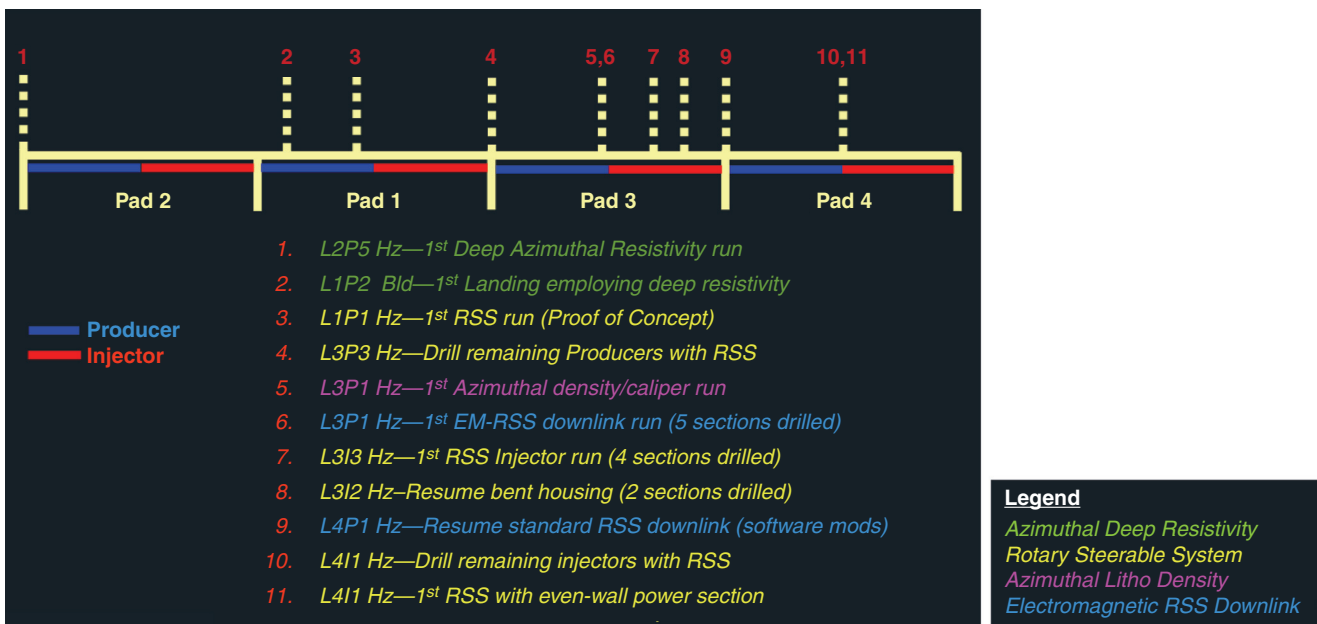 1 2 3 4 5,6 7 8 9 10,11
Pad 2 Pad 1 Pad 3 Pad 4
1. L2P5 Hz—1st Deep Azimuthal Resistivity run
2. L1P2 Bld—1st Landing employing deep resistivity
3. L1P1 Hz—1st RSS run (Proof of Concept)
4. L3P3 Hz—Drill remaining Producers with RSS
5. L3P1 Hz—1st Azimuthal density/caliper run
6. L3P1 Hz—1st EM-RSS downlink run (5 sections drilled)
7. L3I3 Hz—1st RSS Injector run (4 sections drilled)
8. L3I2 Hz–Resume bent housing (2 sections drilled)
9. L4P1 Hz—Resume standard RSS downlink (software mods)
10. L4I1 Hz—Drill remaining injectors with RSS
11. L4I1 Hz—1st RSS with even-wall power section
Producer
Injector
Legend
Azimuthal Deep Resistivity
Rotary Steerable System
Azimuthal Litho Density
Electromagnetic RSS Downlink